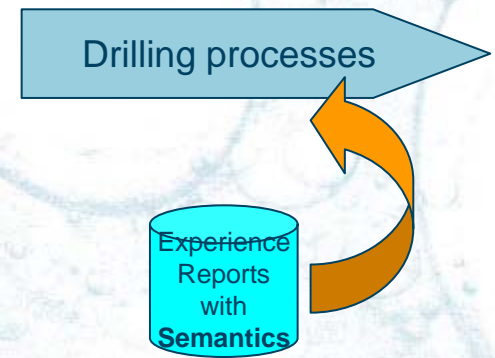 Drilling processes
Experience
Reports
with
Semantics